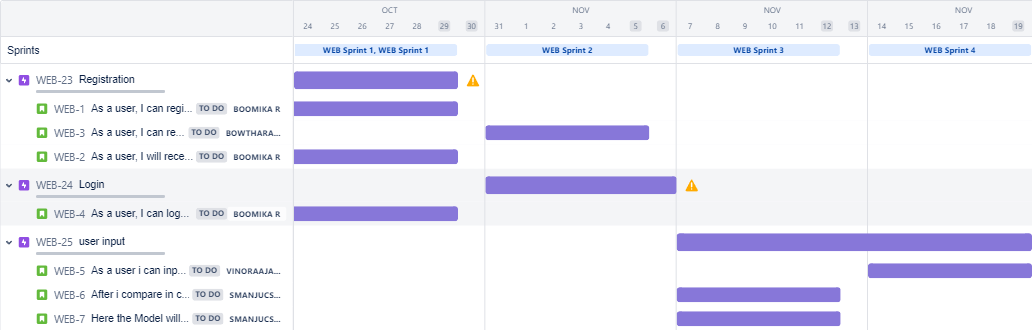 OCT NOV NOV NOV
24 25 26 27 28 29 30 31 1 2 3 4 5 6 7 8 9 10 11 12 13 14 15 16 17 18 19
Sprints WEB Sprint 1, WEB Sprint 1 WEB Sprint 2 WEB Sprint 3 WEB Sprint 4
WEB-23 Registration
WEB-1 As a user, I can regi... TO DO BOOMIKA R
WEB-3 As a user, I can re... TO DO BOWTHARA...
WEB-2 As a user, I will rece... TO DO BOOMIKA R
WEB-24 Login
WEB-4 As a user, I can log... TO DO BOOMIKA R
WEB-25 user input
WEB-5 As a user i can inp... TO DO VINORAAJA...
WEB-6 After i compare in c... TO DO SMANJUCS...
WEB-7 Here the Model will... TO DO SMANJUCS...